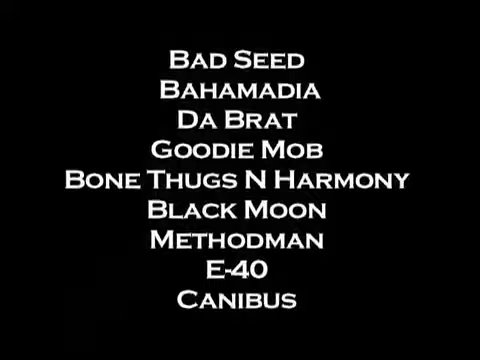 Bad Seed
Bahamadia
Da Brat
Goodie Mob
Bone Thugs N Harmony
Black Moon
Methodman
E-40
Canibus